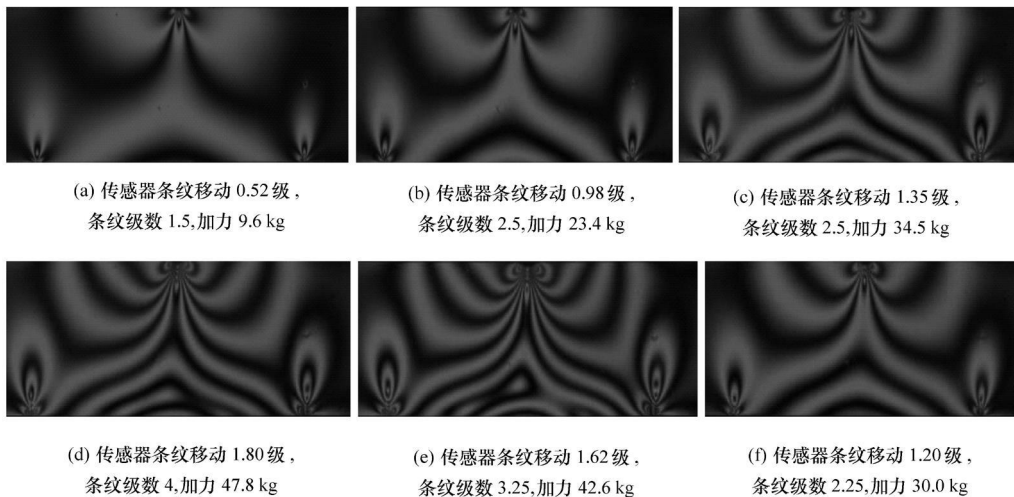 (a) 传感器条纹移动 0.52 级，
条纹级数 1.5,加力 9.6 kg
(b) 传感器条纹移动 0.98 级，
条纹级数 2.5,加力 23.4 kg
(c) 传感器条纹移动 1.35 级，
条纹级数 2.5,加力 34.5 kg
(d) 传感器条纹移动 1.80 级，
条纹级数 4,加力 47.8 kg
(e) 传感器条纹移动 1.62 级，
条纹级数 3.25,加力 42.6 kg
(f) 传感器条纹移动 1.20 级，
条纹级数 2.25,加力 30.0 kg